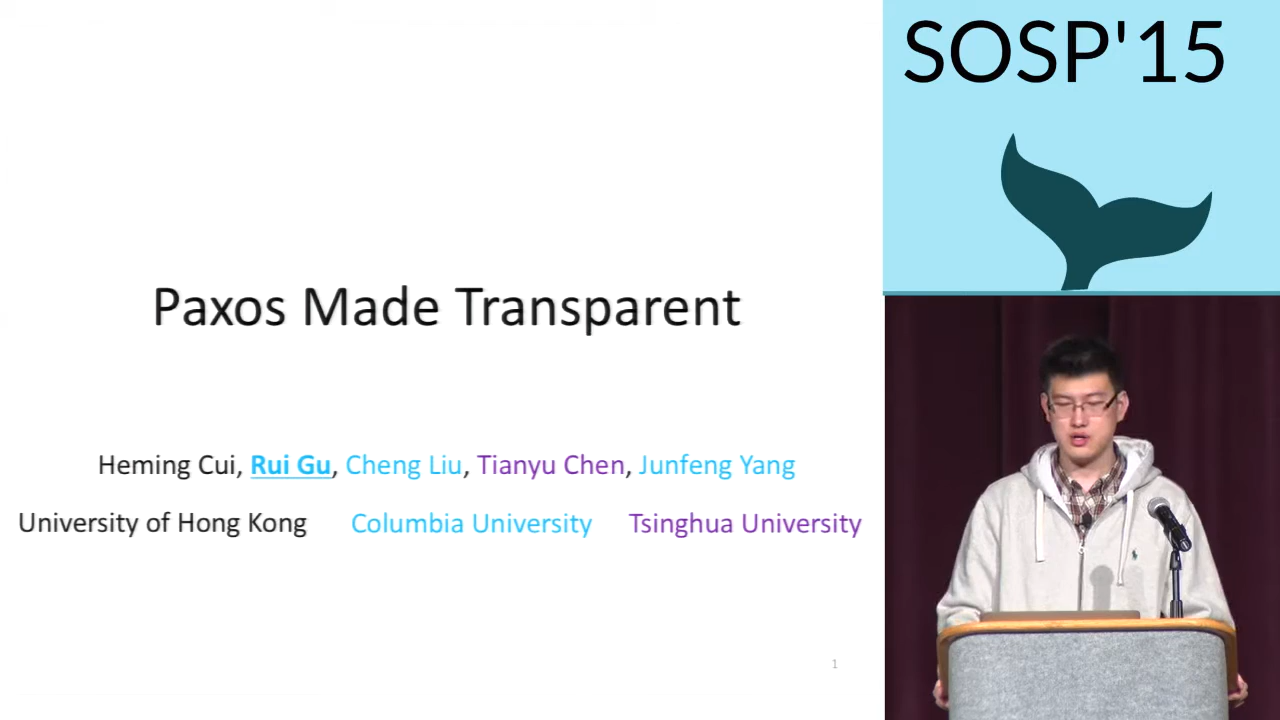 SOSP'15
Paxos Made Transparent
Heming Cui, Rui Gu, Cheng Liu, Tianyu Chen, Junfeng Yang
University of Hong Kong Columbia University Tsinghua University
1